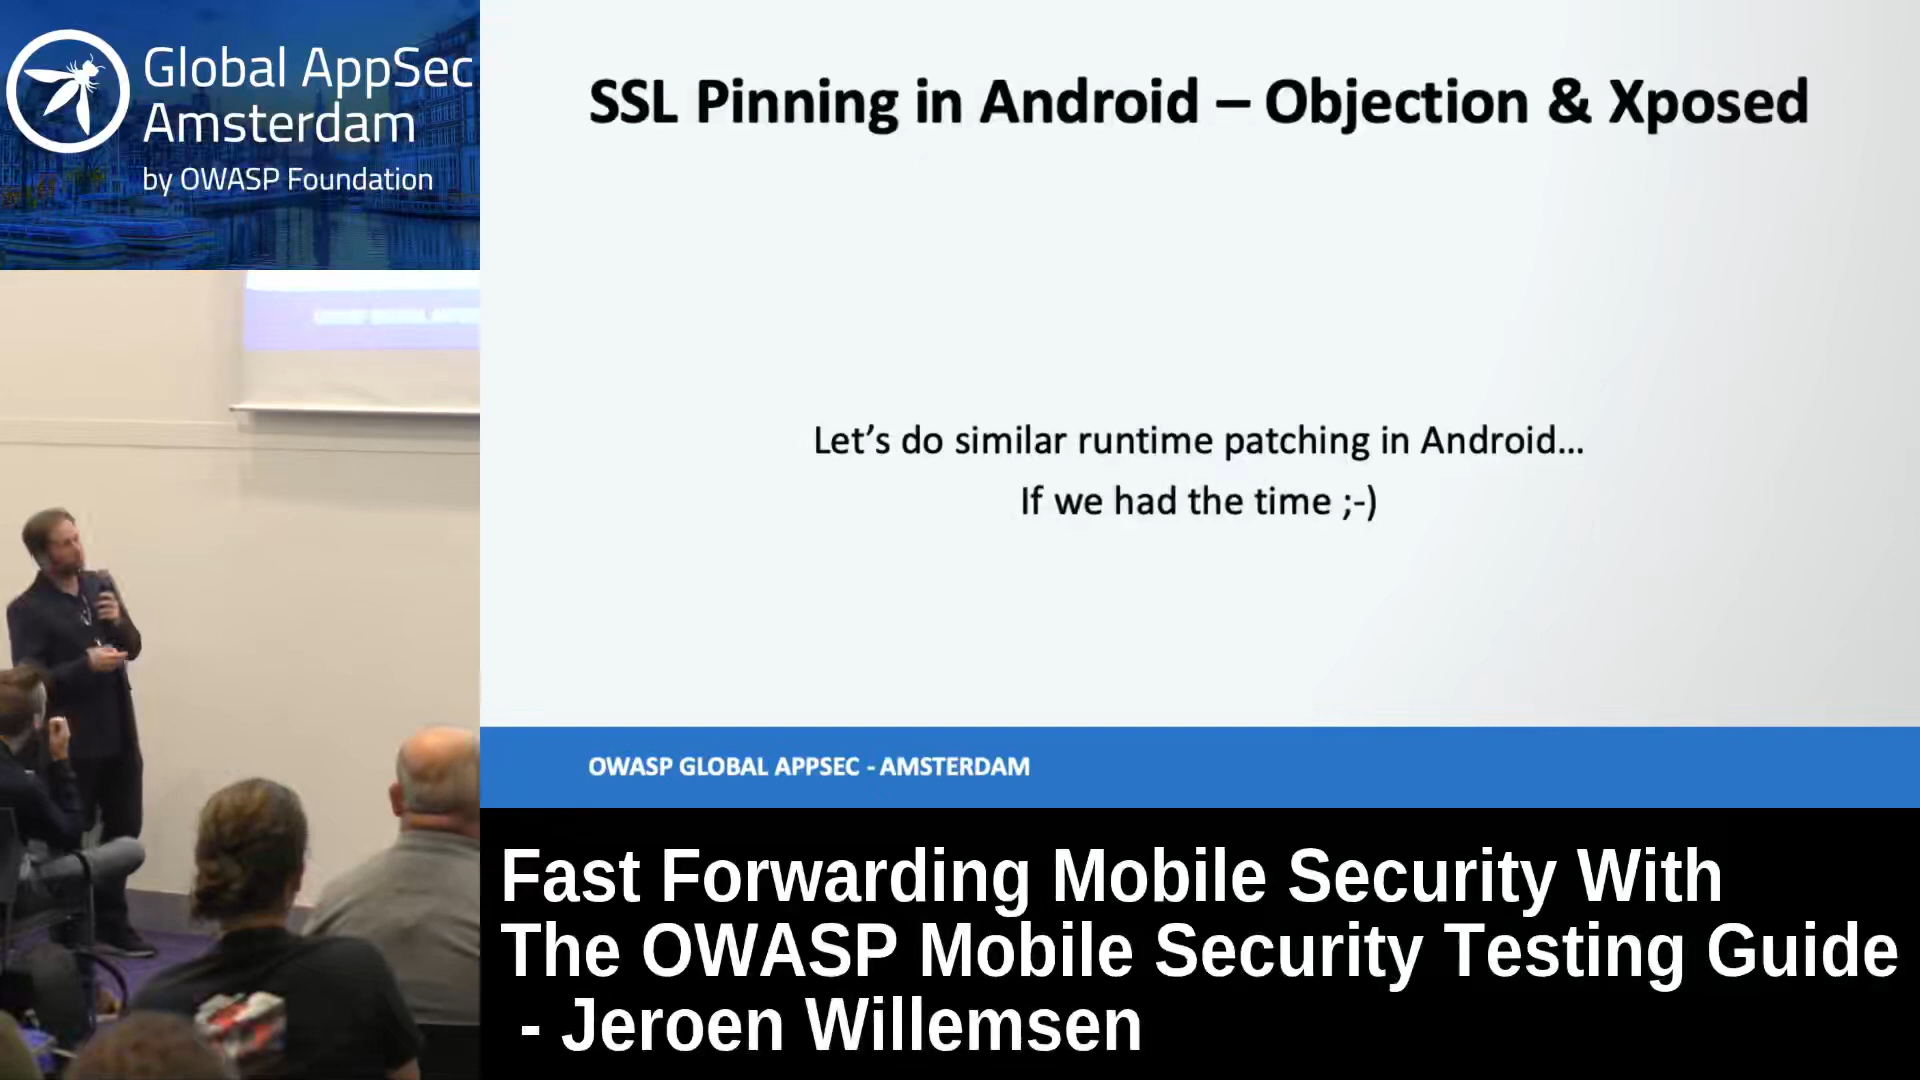 Global AppSec
Amsterdam
by OWASP Foundation
SSL Pinning in Android – Objection & Xposed
Let’s do similar runtime patching in Android...
If we had the time ;-)
OWASP GLOBAL APPSEC - AMSTERDAM
Fast Forwarding Mobile Security With
The OWASP Mobile Security Testing Guide
- Jeroen Willemsen